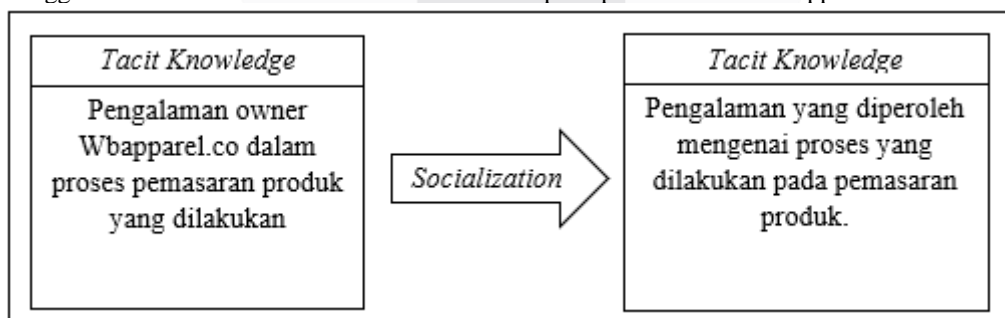 Tacit Knowledge
Pengalaman owner
Wbapparel.co dalam
proses pemasaran produk
yang dilakukan
Socialization
Tacit Knowledge
Pengalaman yang diperoleh
mengenai proses yang
dilakukan pada pemasaran
produk.